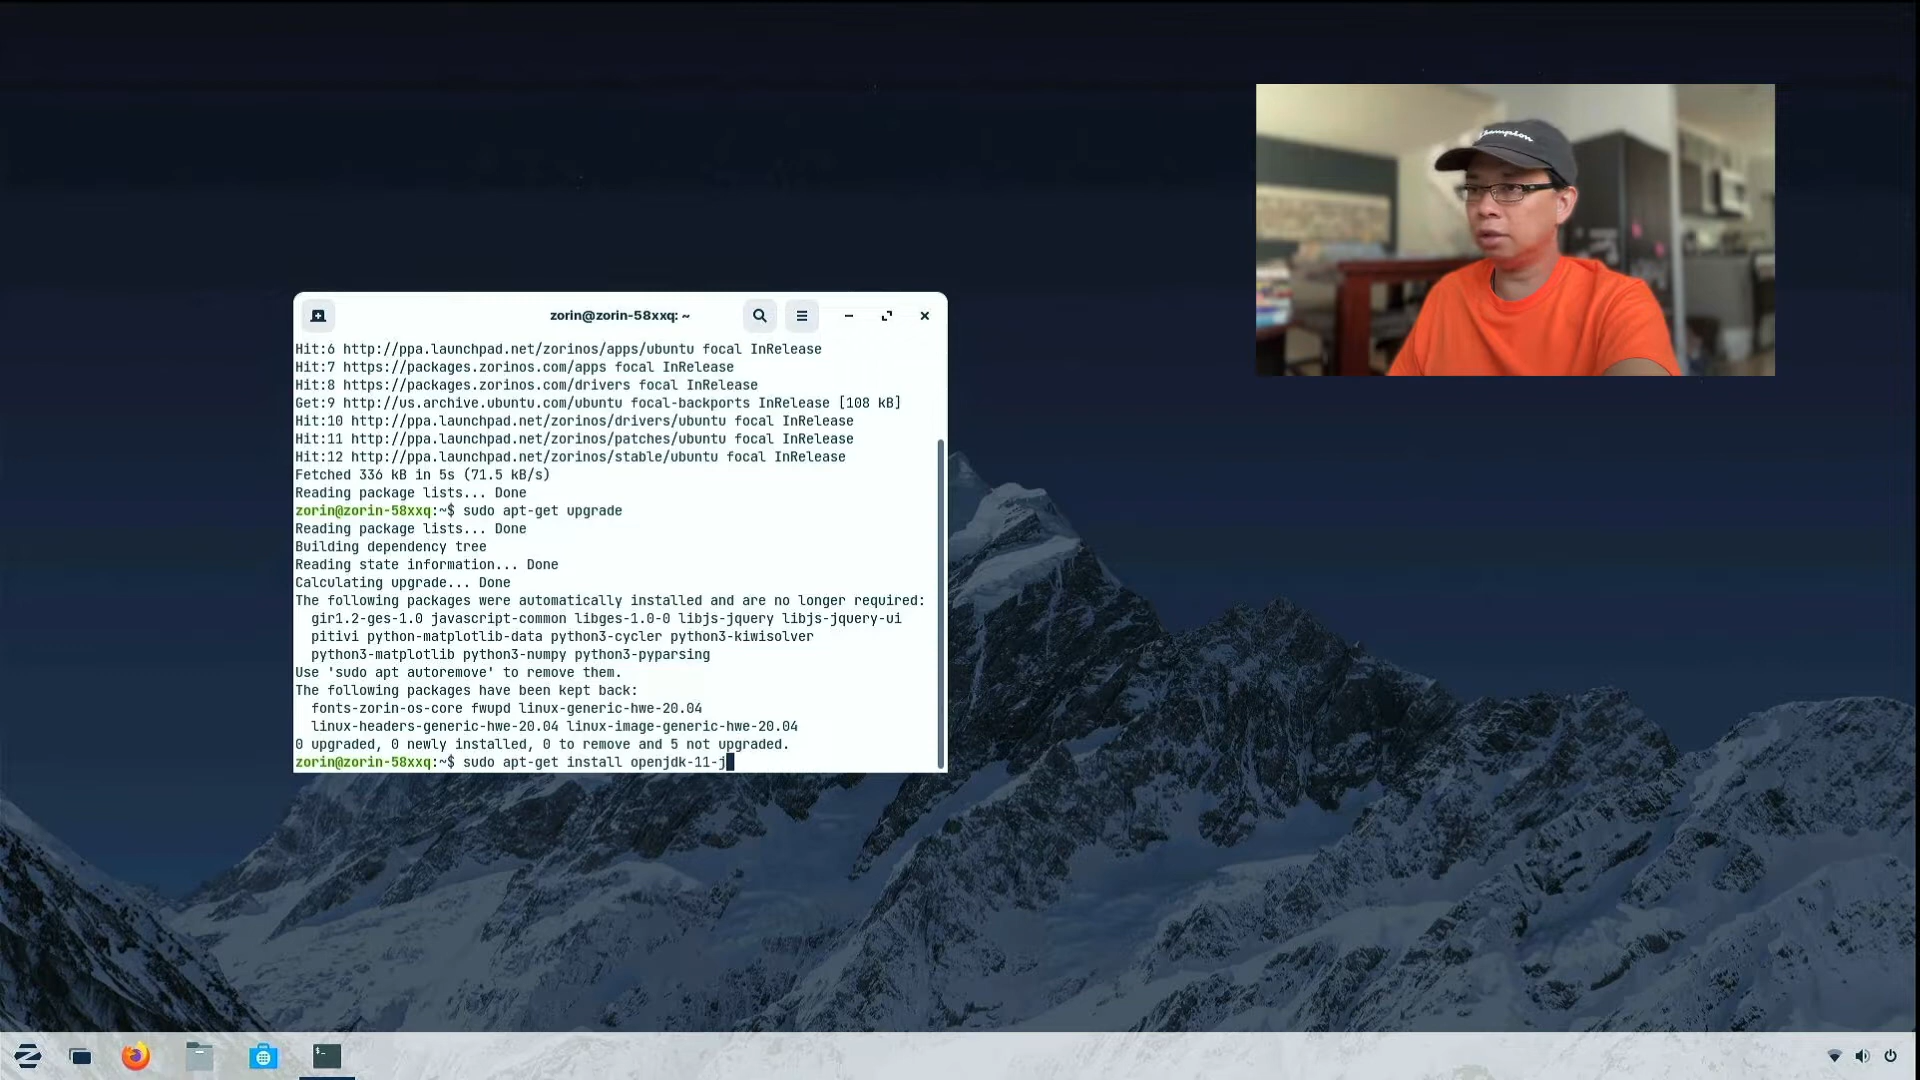 Champion
zorin@zorin-58xxq: ~
Hit:6 http://ppa.launchpad.net/zorinos/apps/ubuntu focal InRelease
Hit:7 https://packages.zorinos.com/apps focal InRelease
Hit:8 https://packages.zorinos.com/drivers focal InRelease
Get:9 http://us.archive.ubuntu.com/ubuntu focal-backports InRelease [108 kB]
Hit:10 http://ppa.launchpad.net/zorinos/drivers/ubuntu focal InRelease
Hit:11 http://ppa.launchpad.net/zorinos/patches/ubuntu focal InRelease
Hit:12 http://ppa.launchpad.net/zorinos/stable/ubuntu focal InRelease
Fetched 336 kB in 5s (71.5 kB/s)
Reading package lists... Done
zorin@zorin-58xxq:~$ sudo apt-get upgrade
Reading package lists... Done
Building dependency tree
Reading state information... Done
Calculating upgrade... Done
The following packages were automatically installed and are no longer required:
gir1.2-ges-1.0 javascript-common libges-1.0-0 libjs-jquery libjs-jquery-ui
pitivi python-matplotlib-data python3-cycler python3-kiwisolver
python3-matplotlib python3-numpy python3-pyparsing
Use 'sudo apt autoremove' to remove them.
The following packages have been kept back:
fonts-zorin-os-core fwupd linux-generic-hwe-20.04
linux-headers-generic-hwe-20.04 linux-image-generic-hwe-20.04
0 upgraded, 0 newly installed, 0 to remove and 5 not upgraded.
zorin@zorin-58xxq:~$ sudo apt-get install openjdk-11-j